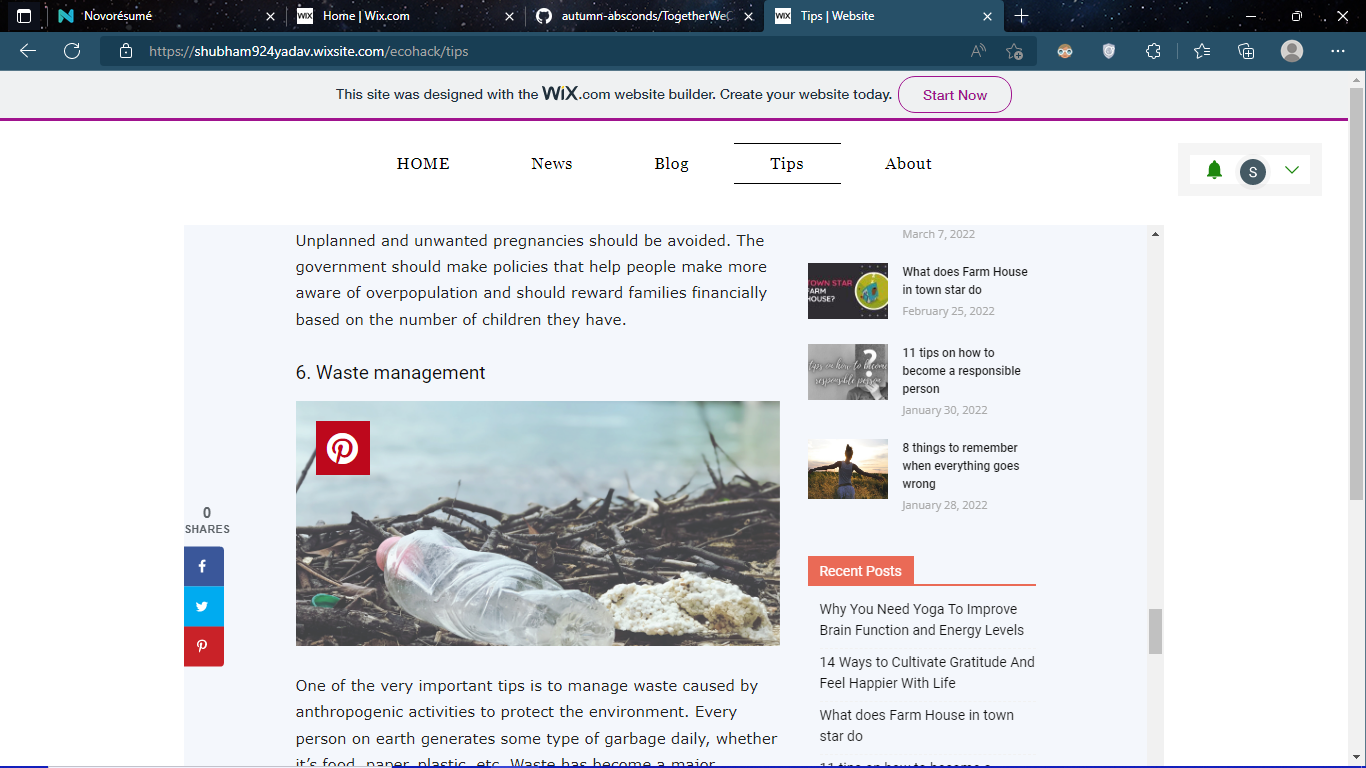 Novorésumé
WiX
Home | Wix.com
autumn-absconds/TogetherWeC
WiX
Tips | Website
https://shubham924yadav.wixsite.com/ecohack/tips
This site was designed with the WiX.com website builder. Create your website today.
Start Now
HOME
News
Blog
Tips
About
S
Unplanned and unwanted pregnancies should be avoided. The
government should make policies that help people make more
aware of overpopulation and should reward families financially
based on the number of children they have.
6. Waste management
0
SHARES
One of the very important tips is to manage waste caused by
anthropogenic activities to protect the environment. Every
person on earth generates some type of garbage daily, whether
it's food, paper, plastic, etc. Waste has become a major
March 7, 2022
TOWN STAR
FARM
HOUSE?
What does Farm House
in town star do
February 25, 2022
tips on how to become
responsible person
?
11 tips on how to
become a responsible
person
January 30, 2022
8 things to remember
when everything goes
wrong
January 28, 2022
Recent Posts
Why You Need Yoga To Improve
Brain Function and Energy Levels
14 Ways to Cultivate Gratitude And
Feel Happier With Life
What does Farm House in town
star do
11 tips on how to become a